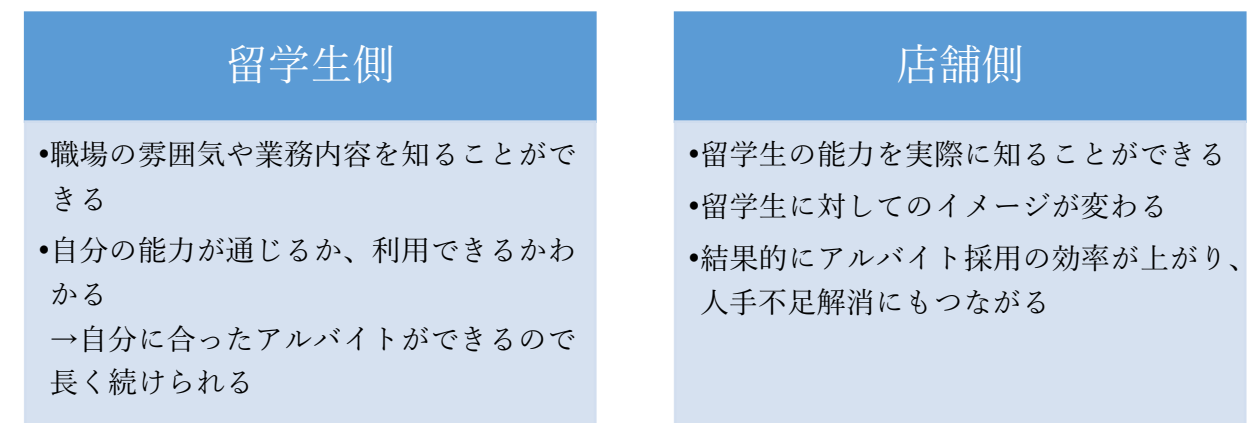 留学生側
•職場の雰囲気や業務内容を知ることがで
きる
•自分の能力が通じるか、利用できるかわ
かる
→自分に合ったアルバイトができるので
長く続けられる
店舗側
•留学生の能力を実際に知ることができる
•留学生に対してのイメージが変わる
•結果的にアルバイト採用の効率が上がり、
人手不足解消にもつながる